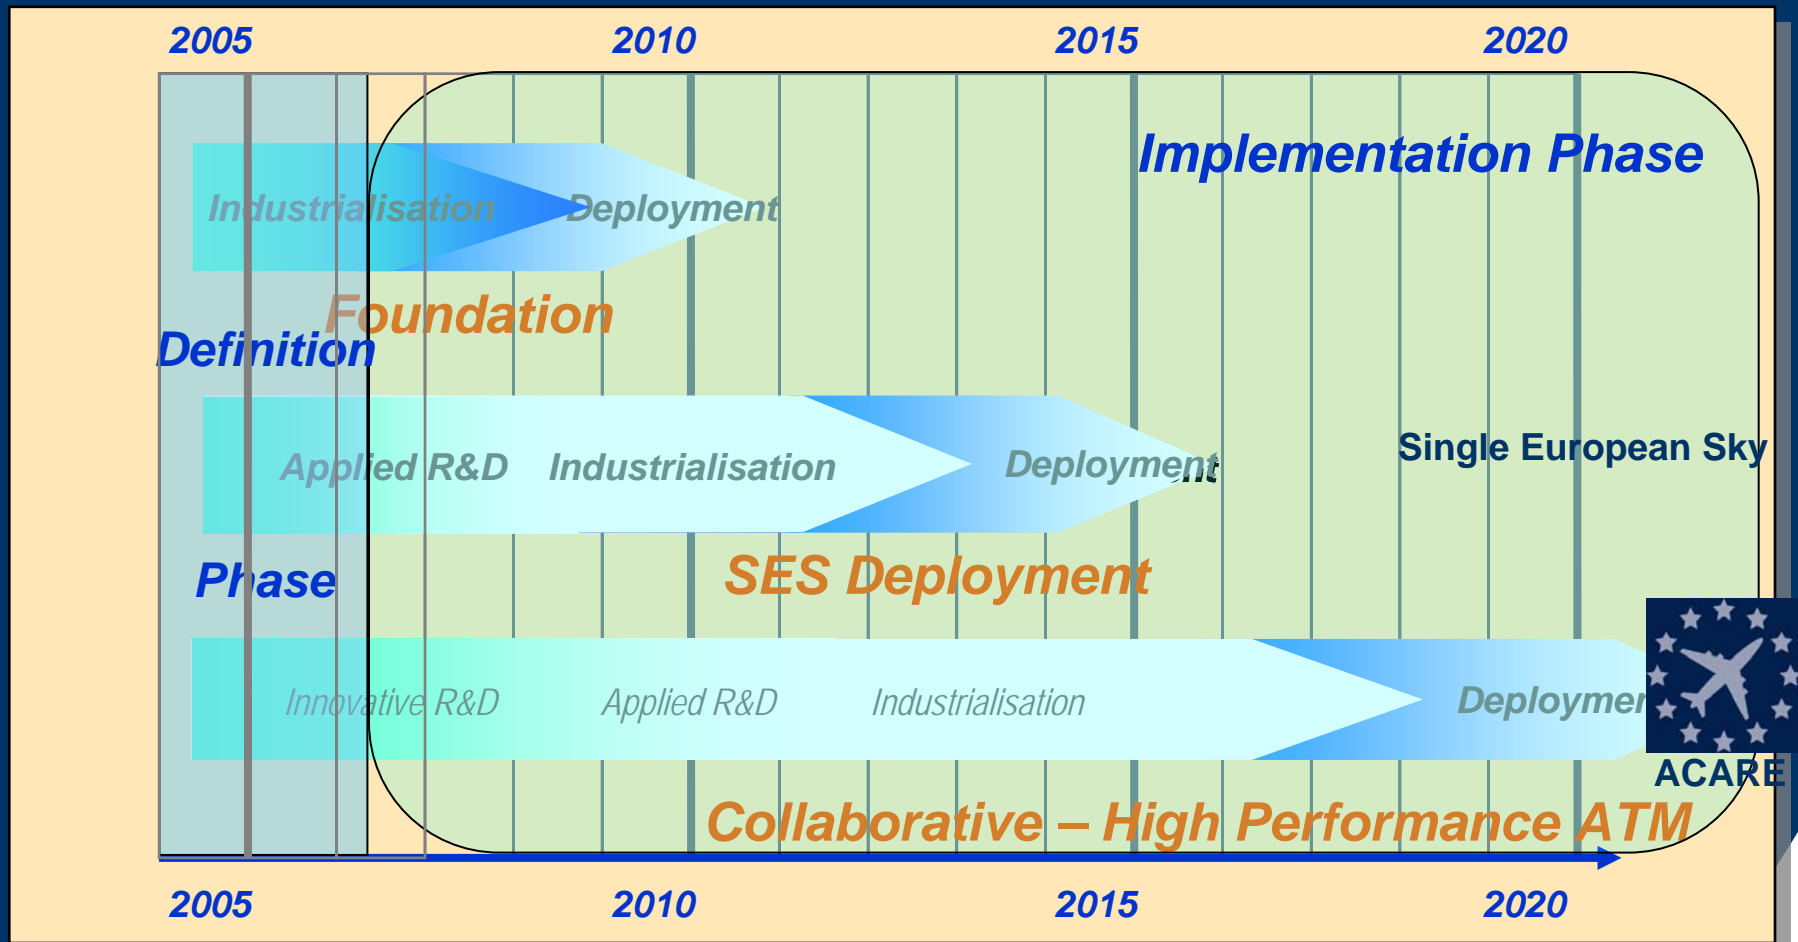 2005 2010 2015 2020
Implementation Phase
Industrialisation Deployment
Foundation
Definition
Applied R&D Industrialisation Deployment
Single European Sky
SES Deployment
Phase
Innovative R&D Applied R&D Industrialisation
ACARE
Collaborative – High Performance ATM
2005 2010 2015 2020